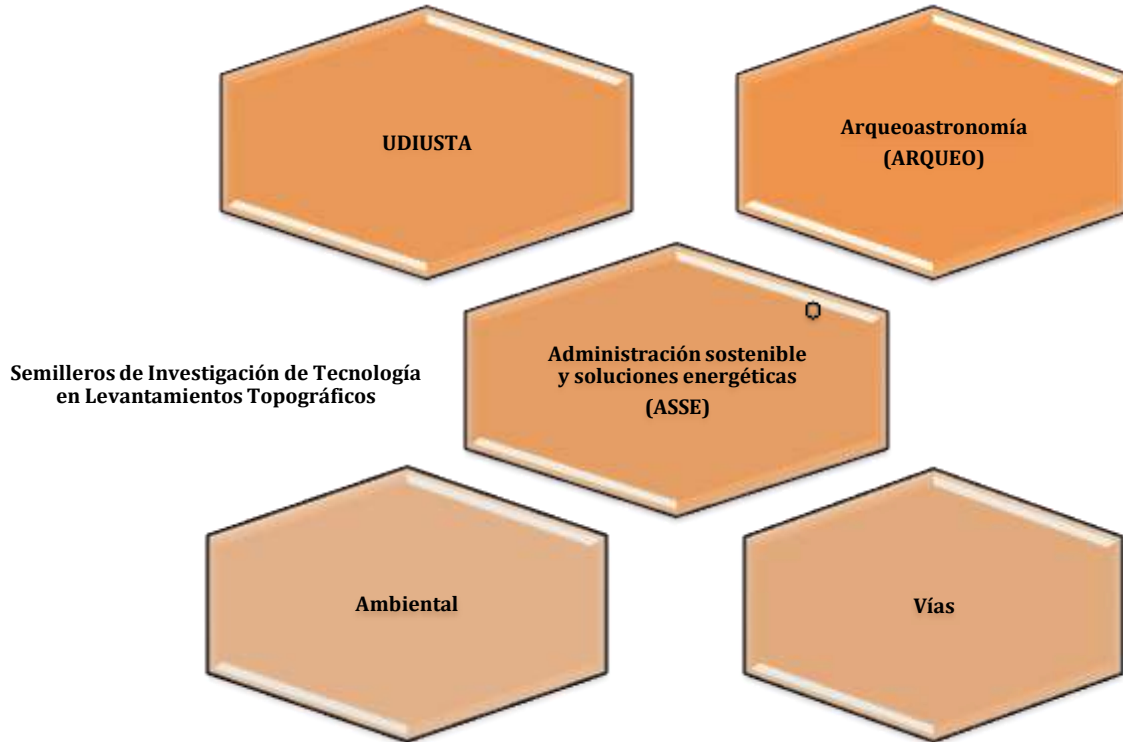 UDIUSTA
Arqueoastronomía
(ARQUEO)
Semilleros de Investigación de Tecnología
en Levantamientos Topográficos
Administración sostenible
y soluciones energéticas
(ASSE)
Ambiental
Vías